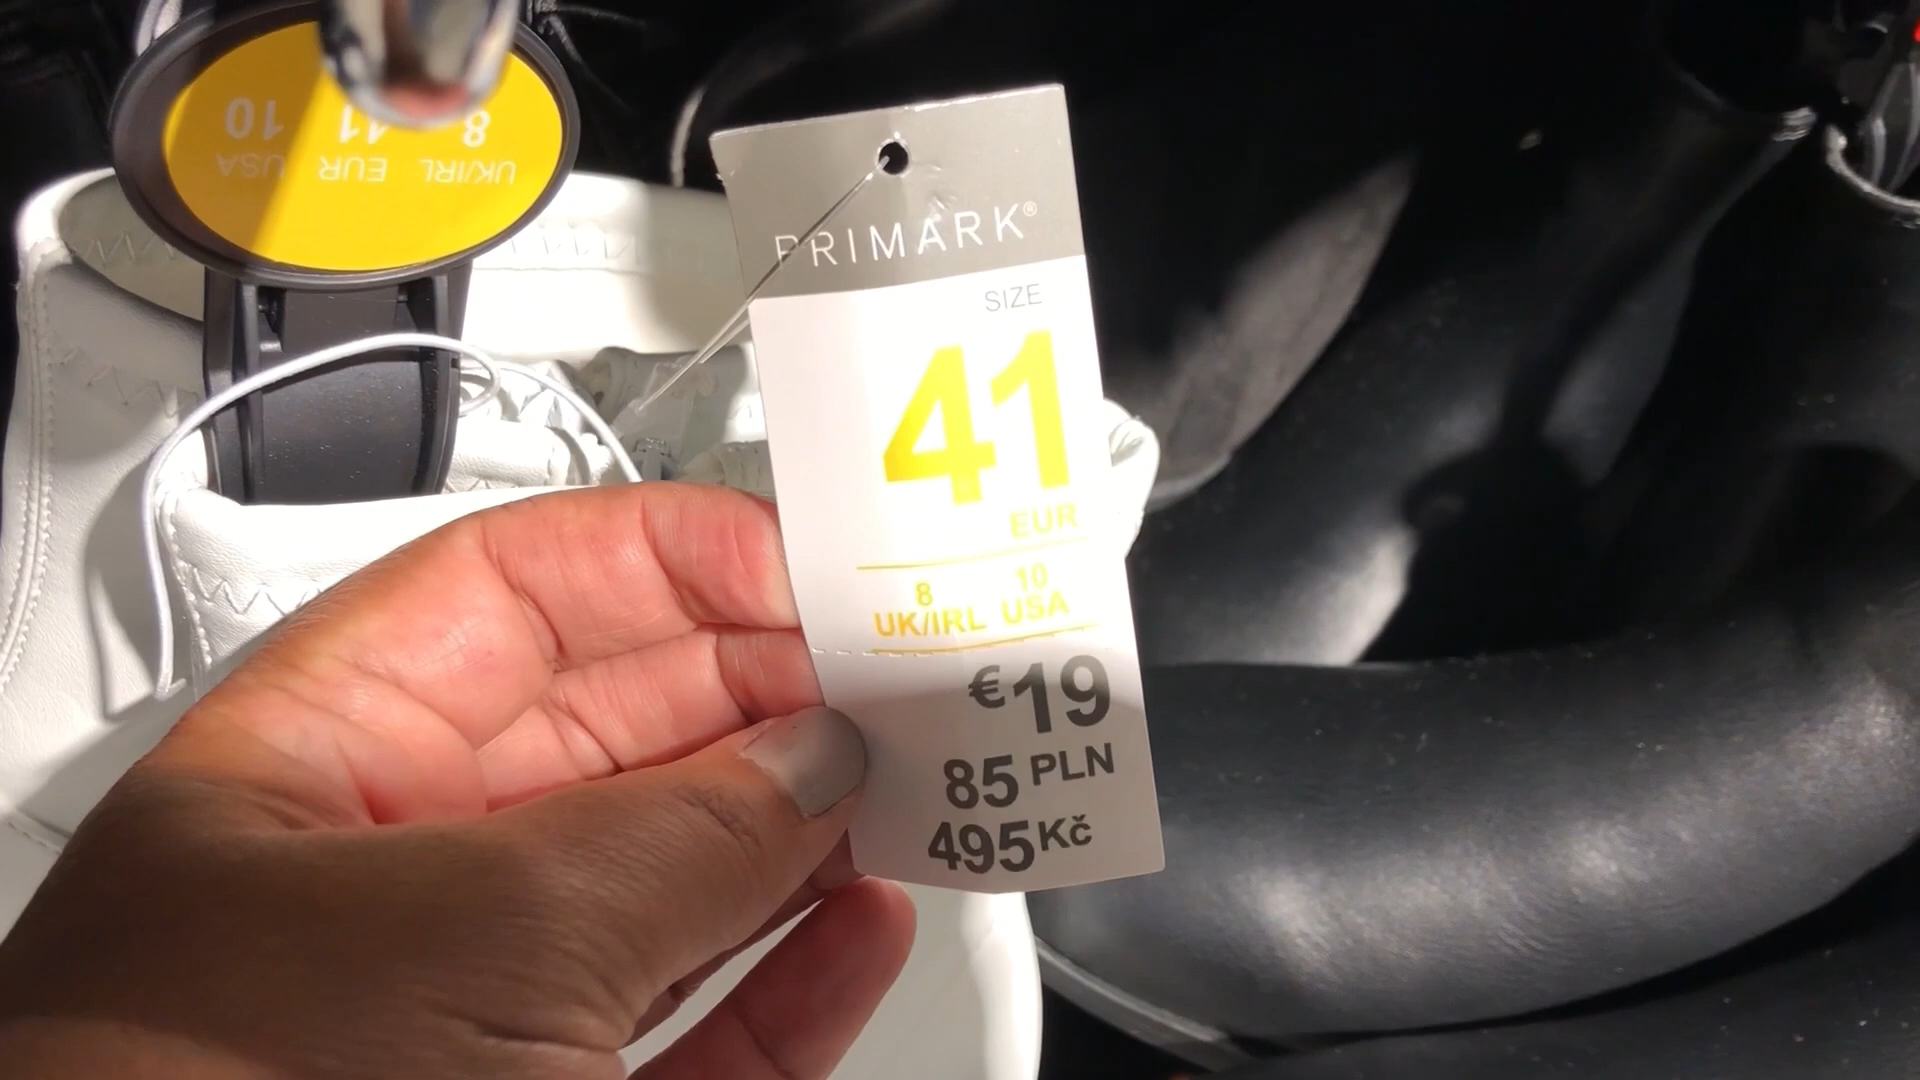 UK/IRL EUR USA
8 41 10
PRIMARK®
SIZE
41
EUR
8 10
UK/IRL USA
€19
85 PLN
495 Kč